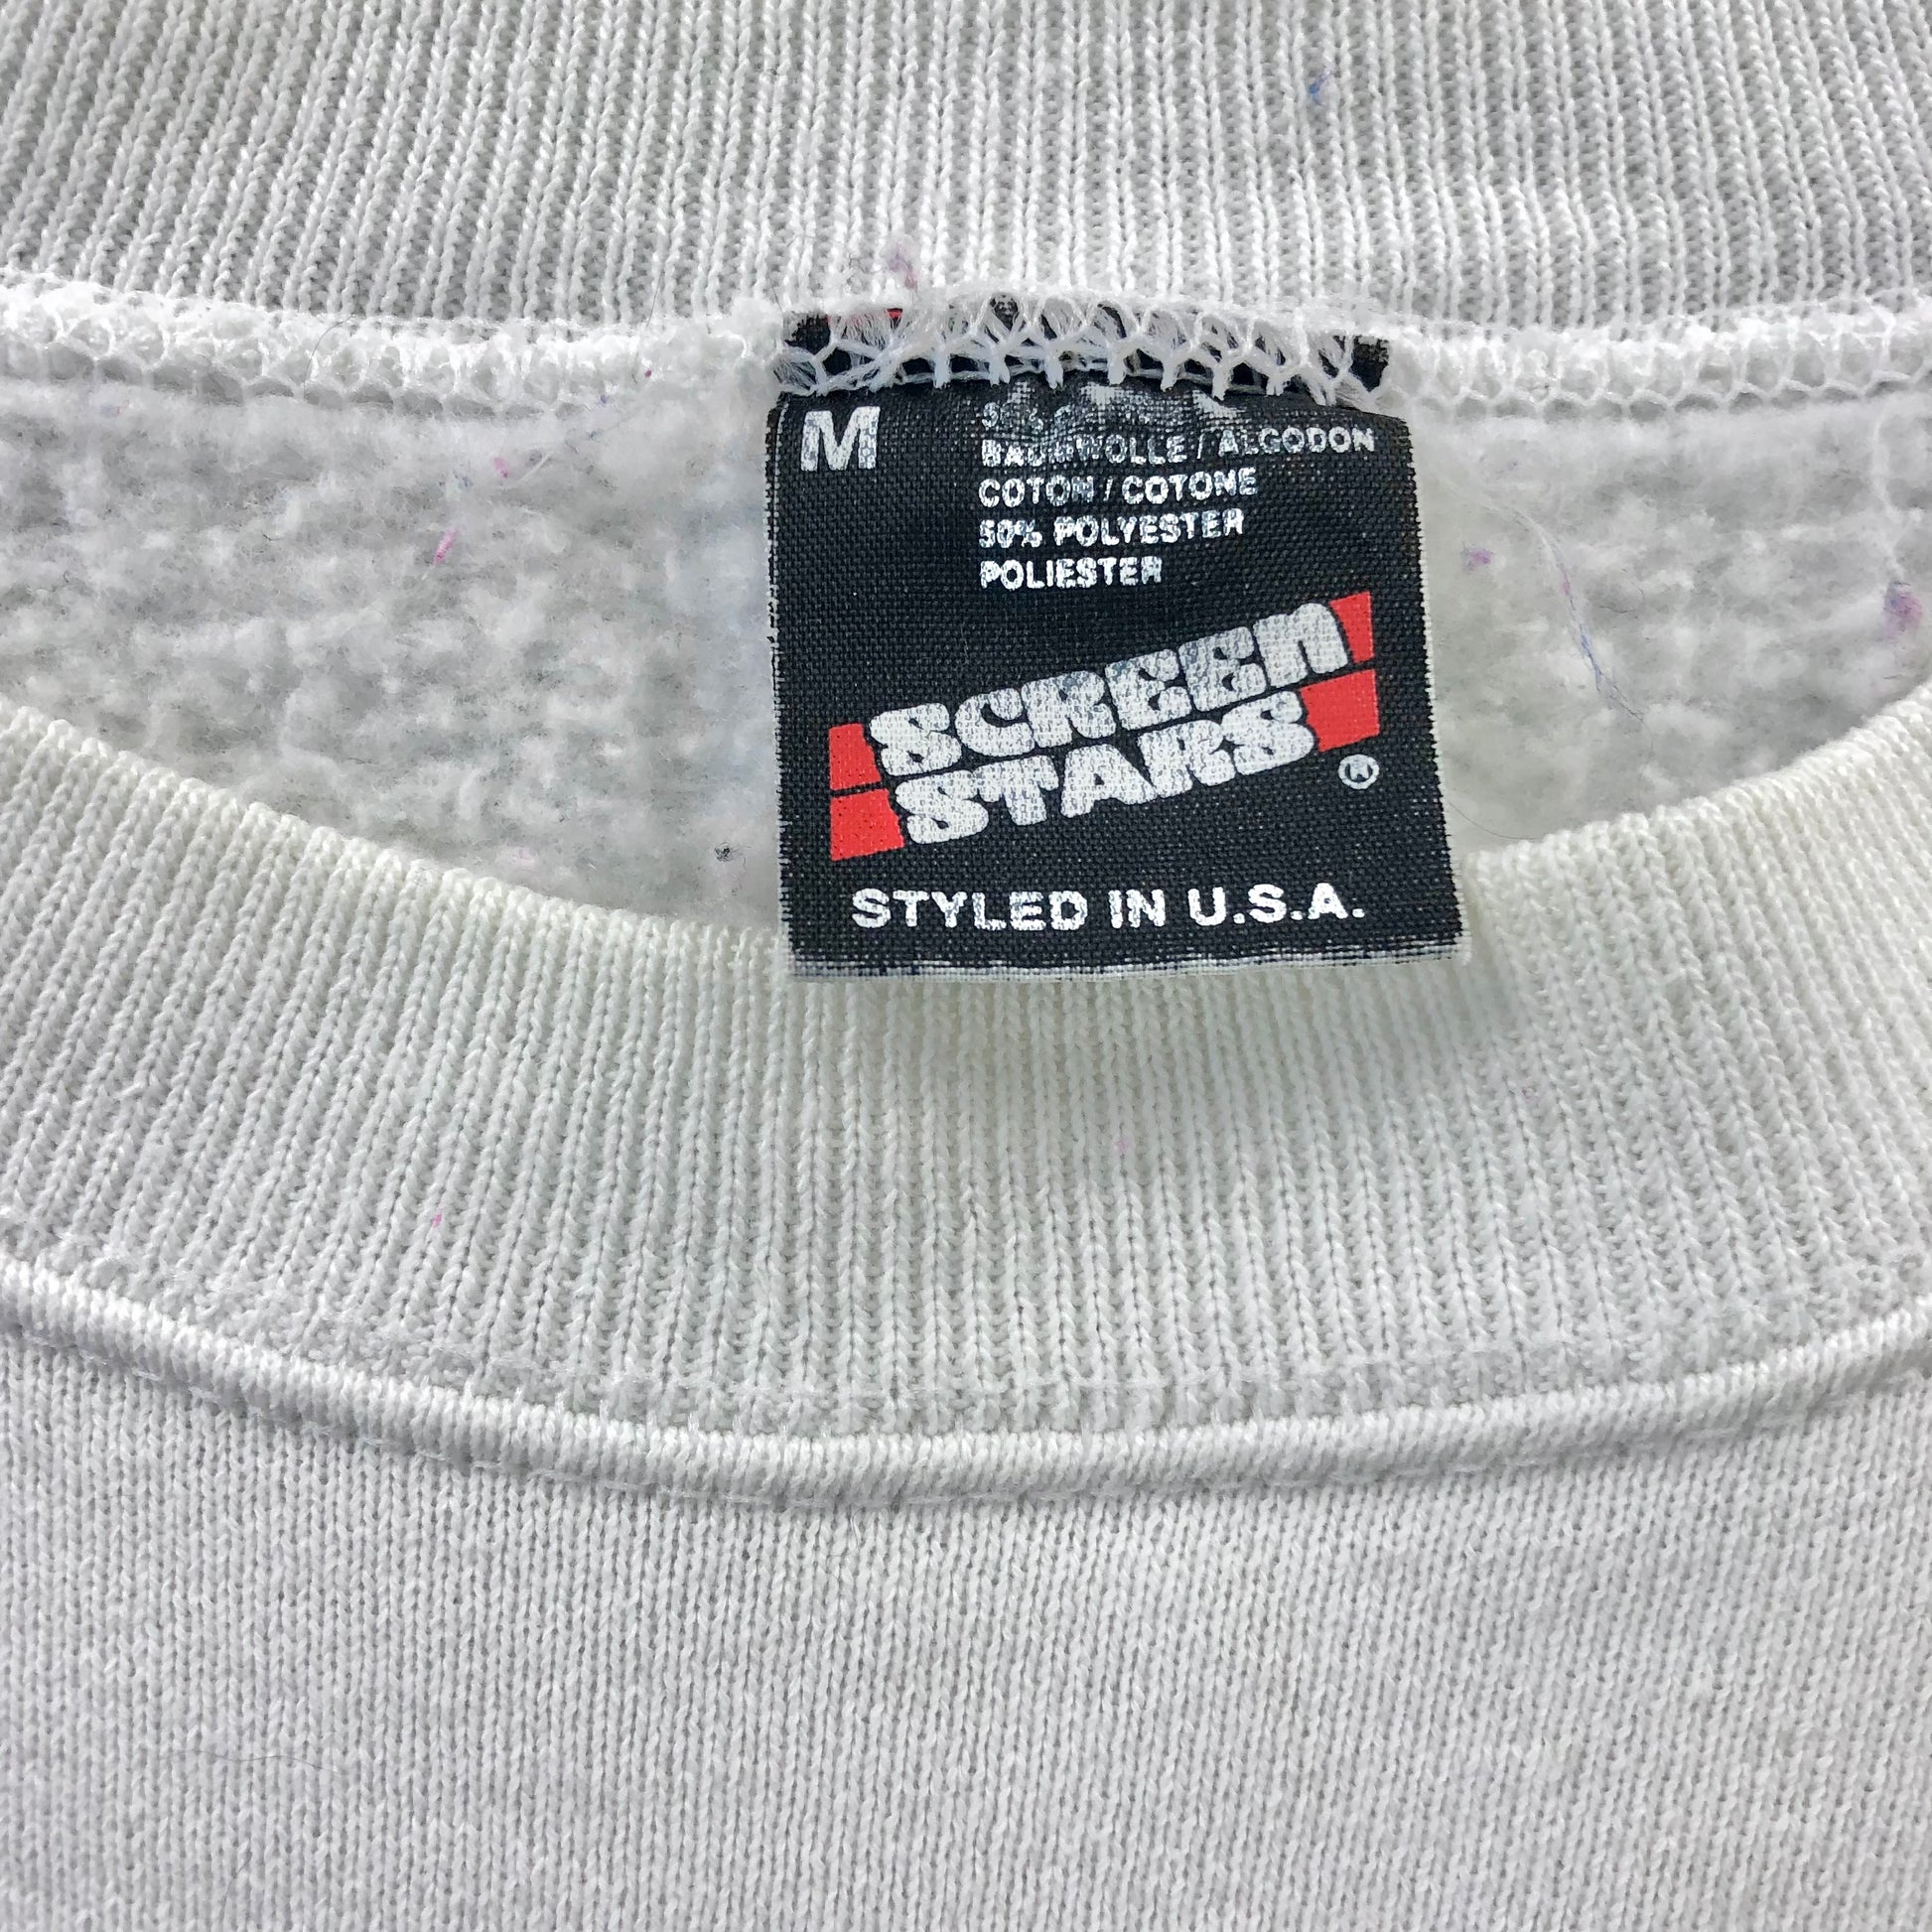 M
BAUMWOLLE / ALGODON
COTON / COTONE
50% POLYESTER
POLIESTER
SCREEN
STARS
®
STYLED IN U.S.A.